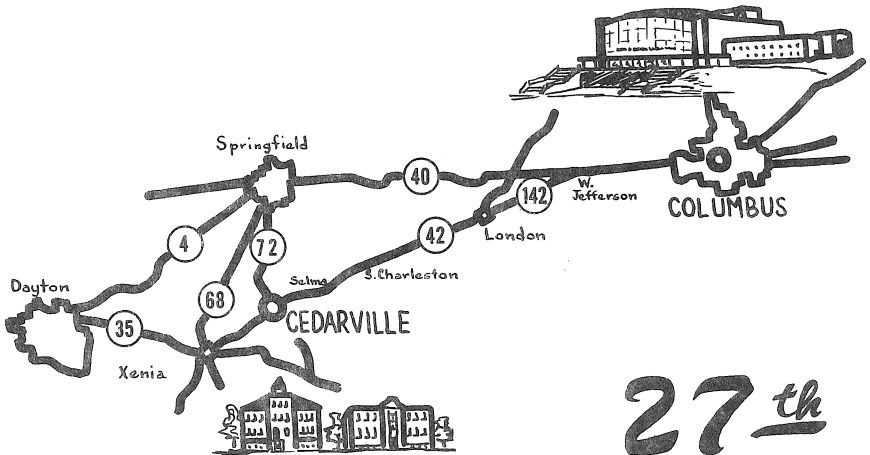 Springfield
40
142
W.
Jefferson
COLUMBUS
4
72
42
London
Selma
S. Charleston
Dayton
68
35
CEDARVILLE
Xenia
27th